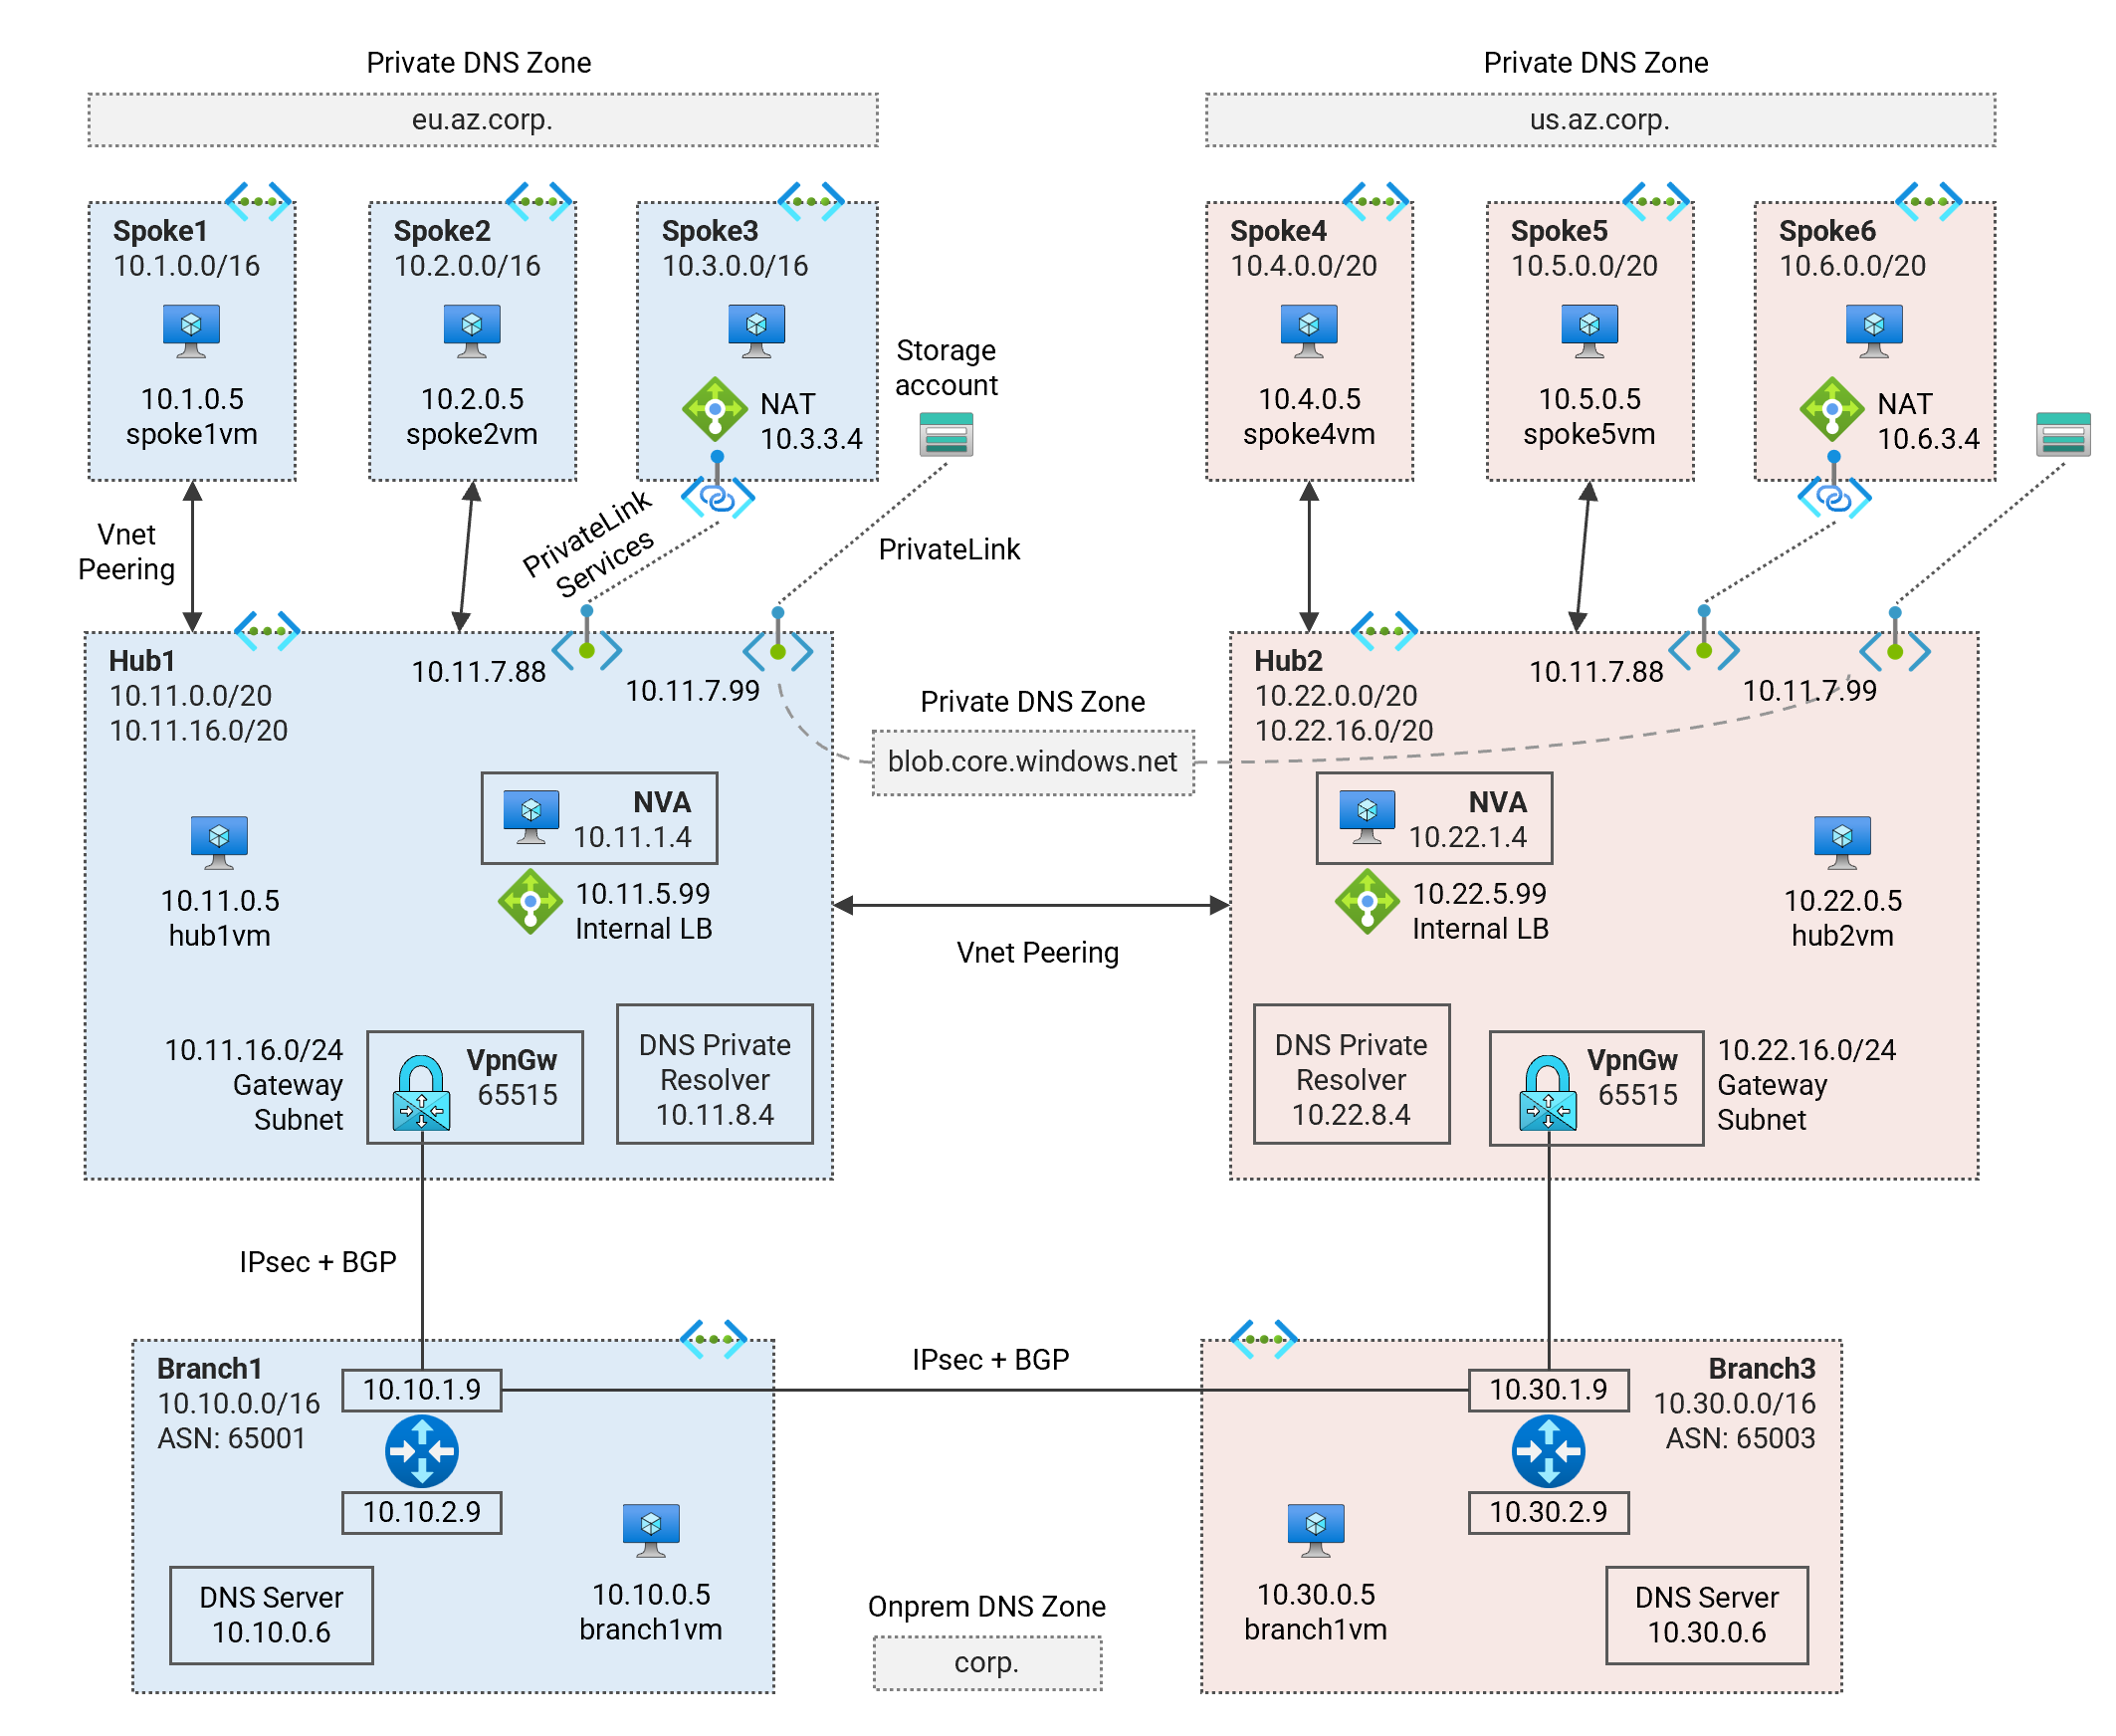 Private DNS Zone
eu.az.corp.
Private DNS Zone
us.az.corp.
Spoke1
10.1.0.0/16
10.1.0.5
spoke1vm
Spoke2
10.2.0.0/16
10.2.0.5
spoke2vm
Spoke3
10.3.0.0/16
NAT
10.3.3.4
Storage
account
Spoke4
10.4.0.0/20
10.4.0.5
spoke4vm
Spoke5
10.5.0.0/20
10.5.0.5
spoke5vm
Spoke6
10.6.0.0/20
NAT
10.6.3.4
Vnet
Peering
PrivateLink
Services
PrivateLink
Hub1
10.11.0.0/20
10.11.16.0/20
10.11.7.88
10.11.7.99
Private DNS Zone
blob.core.windows.net
Hub2
10.22.0.0/20
10.22.16.0/20
10.11.7.88
10.11.7.99
10.11.0.5
hub1vm
NVA
10.11.1.4
10.11.5.99
Internal LB
Vnet Peering
NVA
10.22.1.4
10.22.5.99
Internal LB
10.22.0.5
hub2vm
10.11.16.0/24
Gateway
Subnet
VpnGw
65515
DNS Private
Resolver
10.11.8.4
DNS Private
Resolver
10.22.8.4
VpnGw
65515
10.22.16.0/24
Gateway
Subnet
IPsec + BGP
Branch1
10.10.0.0/16
ASN: 65001
10.10.1.9
10.10.2.9
DNS Server
10.10.0.6
10.10.0.5
branch1vm
IPsec + BGP
Onprem DNS Zone
corp.
Branch3
10.30.0.0/16
ASN: 65003
10.30.1.9
10.30.2.9
10.30.0.5
branch1vm
DNS Server
10.30.0.6